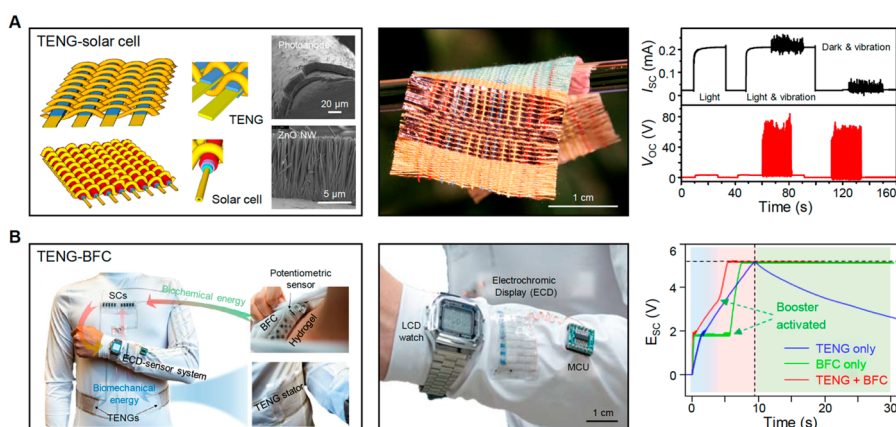 A
TENG-solar cell
TENG
Solar cell
Photoanode
20 µm
ZnO NW
5 µm
1 cm
I_SC (mA)
0.2
0.0
Light
Light & vibration
Dark & vibration
V_OC (V)
80
40
0
0 40 80 120 160
Time (s)
B
TENG-BFC
SCs
Biochemical energy
ECD-sensor system
Biomechanical
energy
TENGs
Potentiometric
sensor
BFC
Hydrogel
TENG stator
Electrochromic
Display (ECD)
LCD
watch
MCU
1 cm
E_SC (V)
6
4
2
0
Booster
activated
TENG only
BFC only
TENG + BFC
0 10 20 30
Time (s)